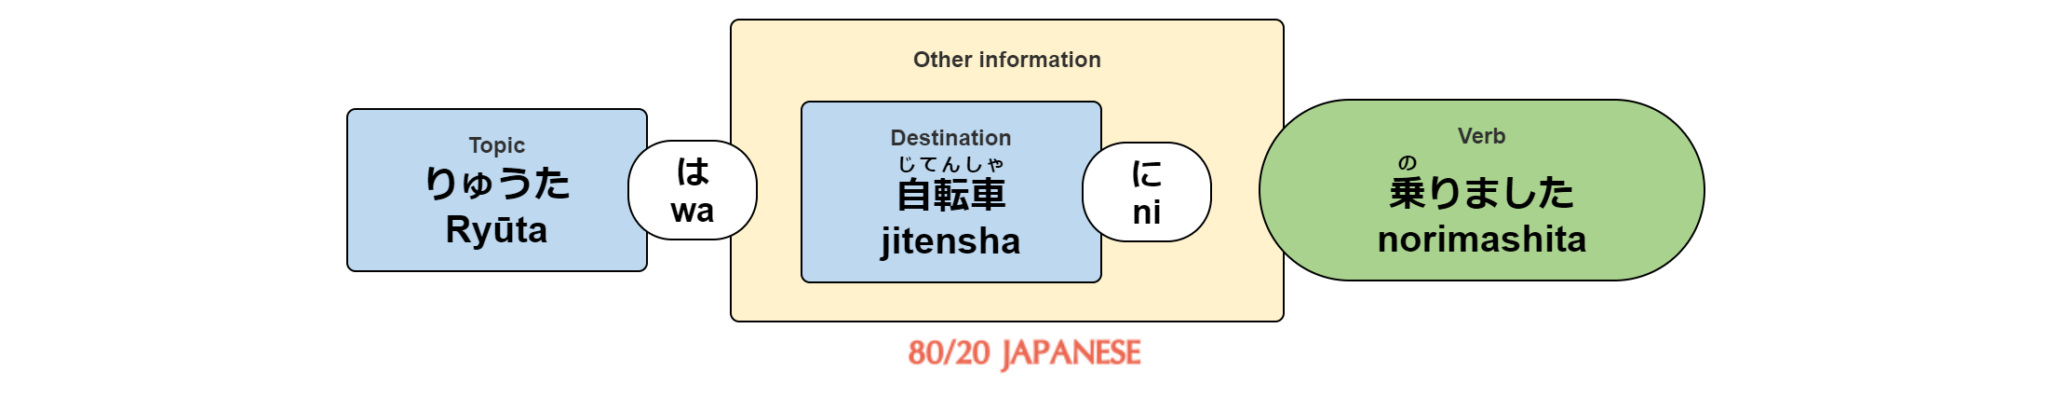 Topic
りゅうた
Ryūta
は
wa
Other information
Destination
じてんしゃ
自転車
jitensha
に
ni
Verb
の
乗りました
norimashita
80/20 JAPANESE